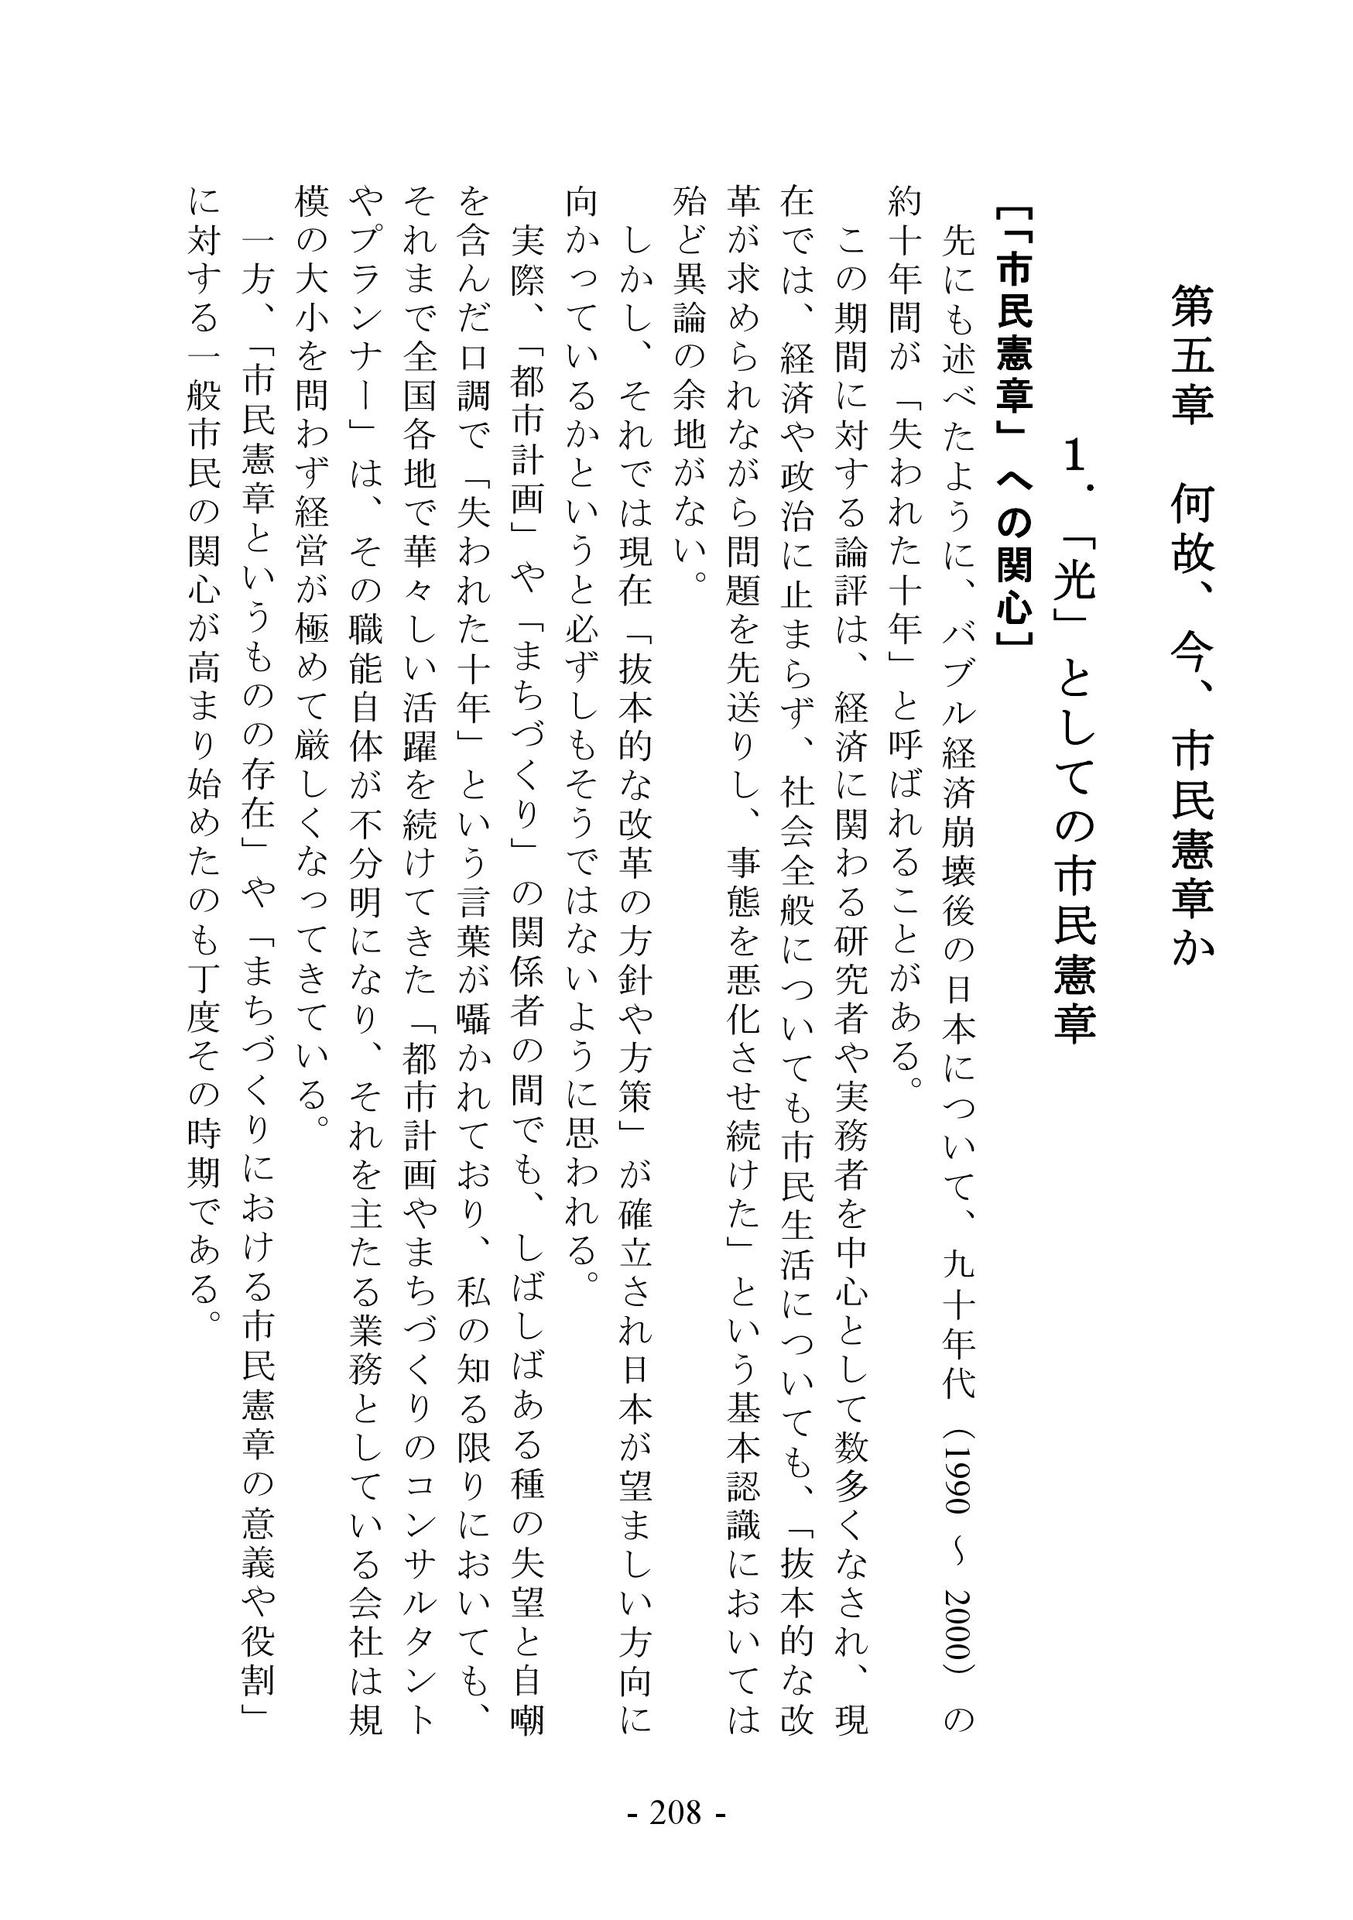 第五章　何故、今、市民憲章か
１．「光」としての市民憲章
［「市民憲章」への関心］
　先にも述べたように、バブル経済崩壊後の日本について、九十年代（1990 ～ 2000）の
約十年間が「失われた十年」と呼ばれることがある。
　この期間に対する論評は、経済に関わる研究者や実務者を中心として数多くなされ、現
在では、経済や政治に止まらず、社会全般についても市民生活についても、「抜本的な改
革が求められながら問題を先送りし、事態を悪化させ続けた」という基本認識においては
殆ど異論の余地がない。
　しかし、それでは現在「抜本的な改革の方針や方策」が確立され日本が望ましい方向に
向かっているかというと必ずしもそうではないように思われる。
　実際、「都市計画」や「まちづくり」の関係者の間でも、しばしばある種の失望と自嘲
を含んだ口調で「失われた十年」という言葉が囁かれており、私の知る限りにおいても、
それまで全国各地で華々しい活躍を続けてきた「都市計画やまちづくりのコンサルタント
やプランナー」は、その職能自体が不分明になり、それを主たる業務としている会社は規
模の大小を問わず経営が極めて厳しくなってきている。
　一方、「市民憲章というものの存在」や「まちづくりにおける市民憲章の意義や役割」
に対する一般市民の関心が高まり始めたのも丁度その時期である。
- 208 -